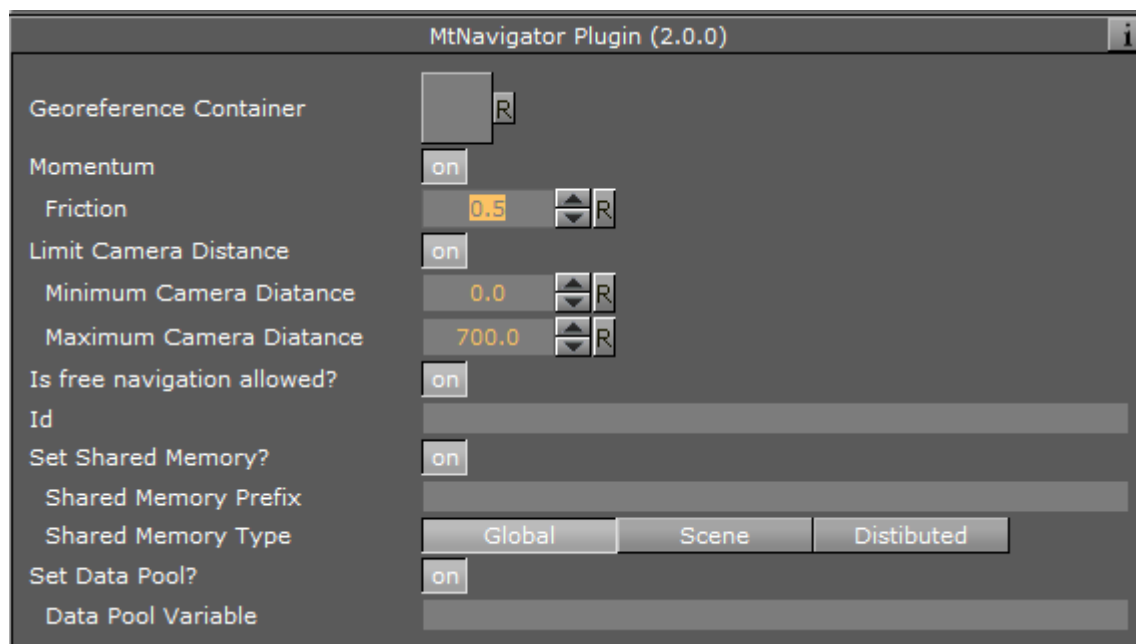 MtNavigator Plugin (2.0.0) i
Georeference Container R
Momentum on
Friction 0.5 R
Limit Camera Distance on
Minimum Camera Diatance 0.0 R
Maximum Camera Diatance 700.0 R
Is free navigation allowed? on
Id
Set Shared Memory? on
Shared Memory Prefix
Shared Memory Type Global Scene Distibuted
Set Data Pool? on
Data Pool Variable